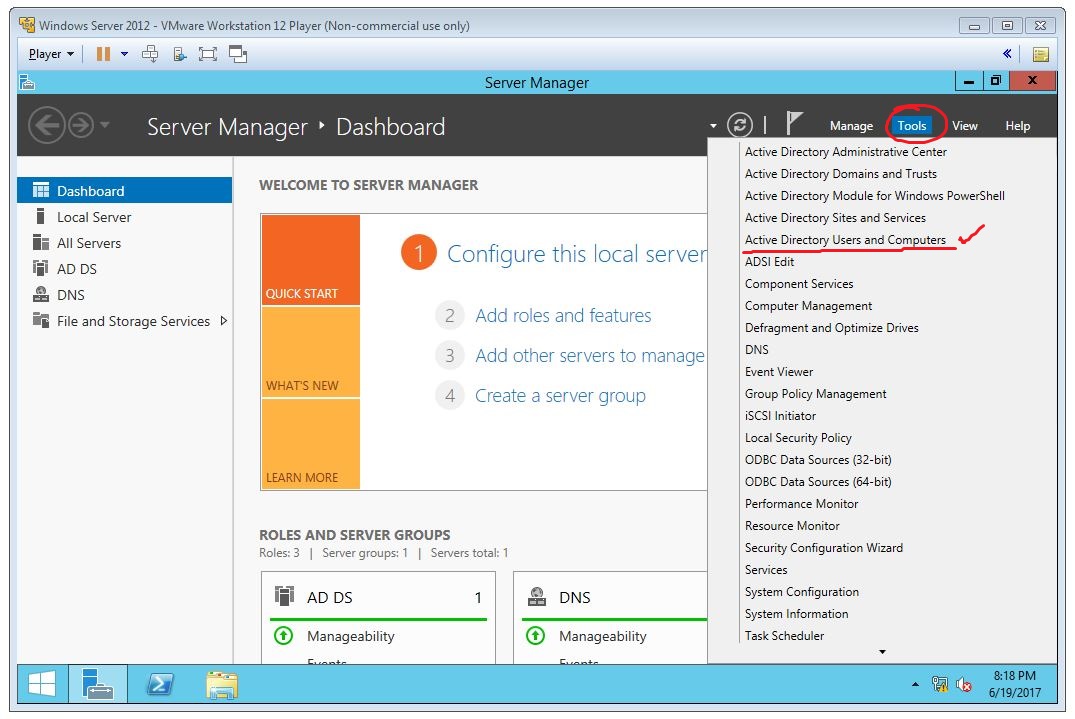 Windows Server 2012 - VMware Workstation 12 Player (Non-commercial use only)
Player
Server Manager
Server Manager Dashboard
Manage Tools View Help
Dashboard
Local Server
All Servers
AD DS
DNS
File and Storage Services
WELCOME TO SERVER MANAGER
QUICK START
WHAT'S NEW
LEARN MORE
1 Configure this local server
2 Add roles and features
3 Add other servers to manage
4 Create a server group
ROLES AND SERVER GROUPS
Roles: 3 | Server groups: 1 | Servers total: 1
AD DS 1
Manageability
Events
DNS
Manageability
Events
Active Directory Administrative Center
Active Directory Domains and Trusts
Active Directory Module for Windows PowerShell
Active Directory Sites and Services
Active Directory Users and Computers
ADSI Edit
Component Services
Computer Management
Defragment and Optimize Drives
DNS
Event Viewer
Group Policy Management
iSCSI Initiator
Local Security Policy
ODBC Data Sources (32-bit)
ODBC Data Sources (64-bit)
Performance Monitor
Resource Monitor
Security Configuration Wizard
Services
System Configuration
System Information
Task Scheduler
8:18 PM
6/19/2017